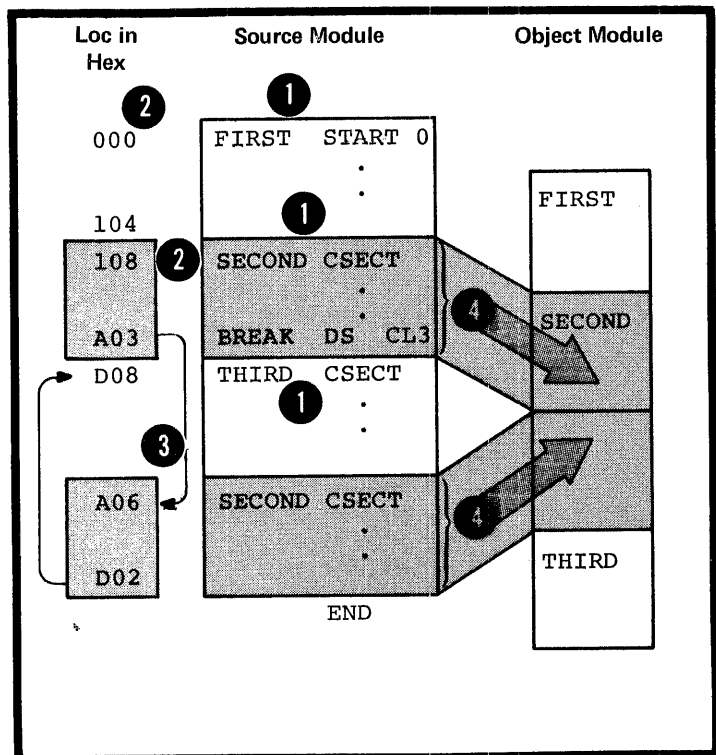 Loc in Hex
Source Module
Object Module
1
2
000
FIRST START 0
.
.
FIRST
104
1
108
2
SECOND CSECT
.
.
4
SECOND
A03
BREAK DS CL3
D08
THIRD CSECT
1
.
.
3
A06
SECOND CSECT
4
.
.
D02
THIRD
END